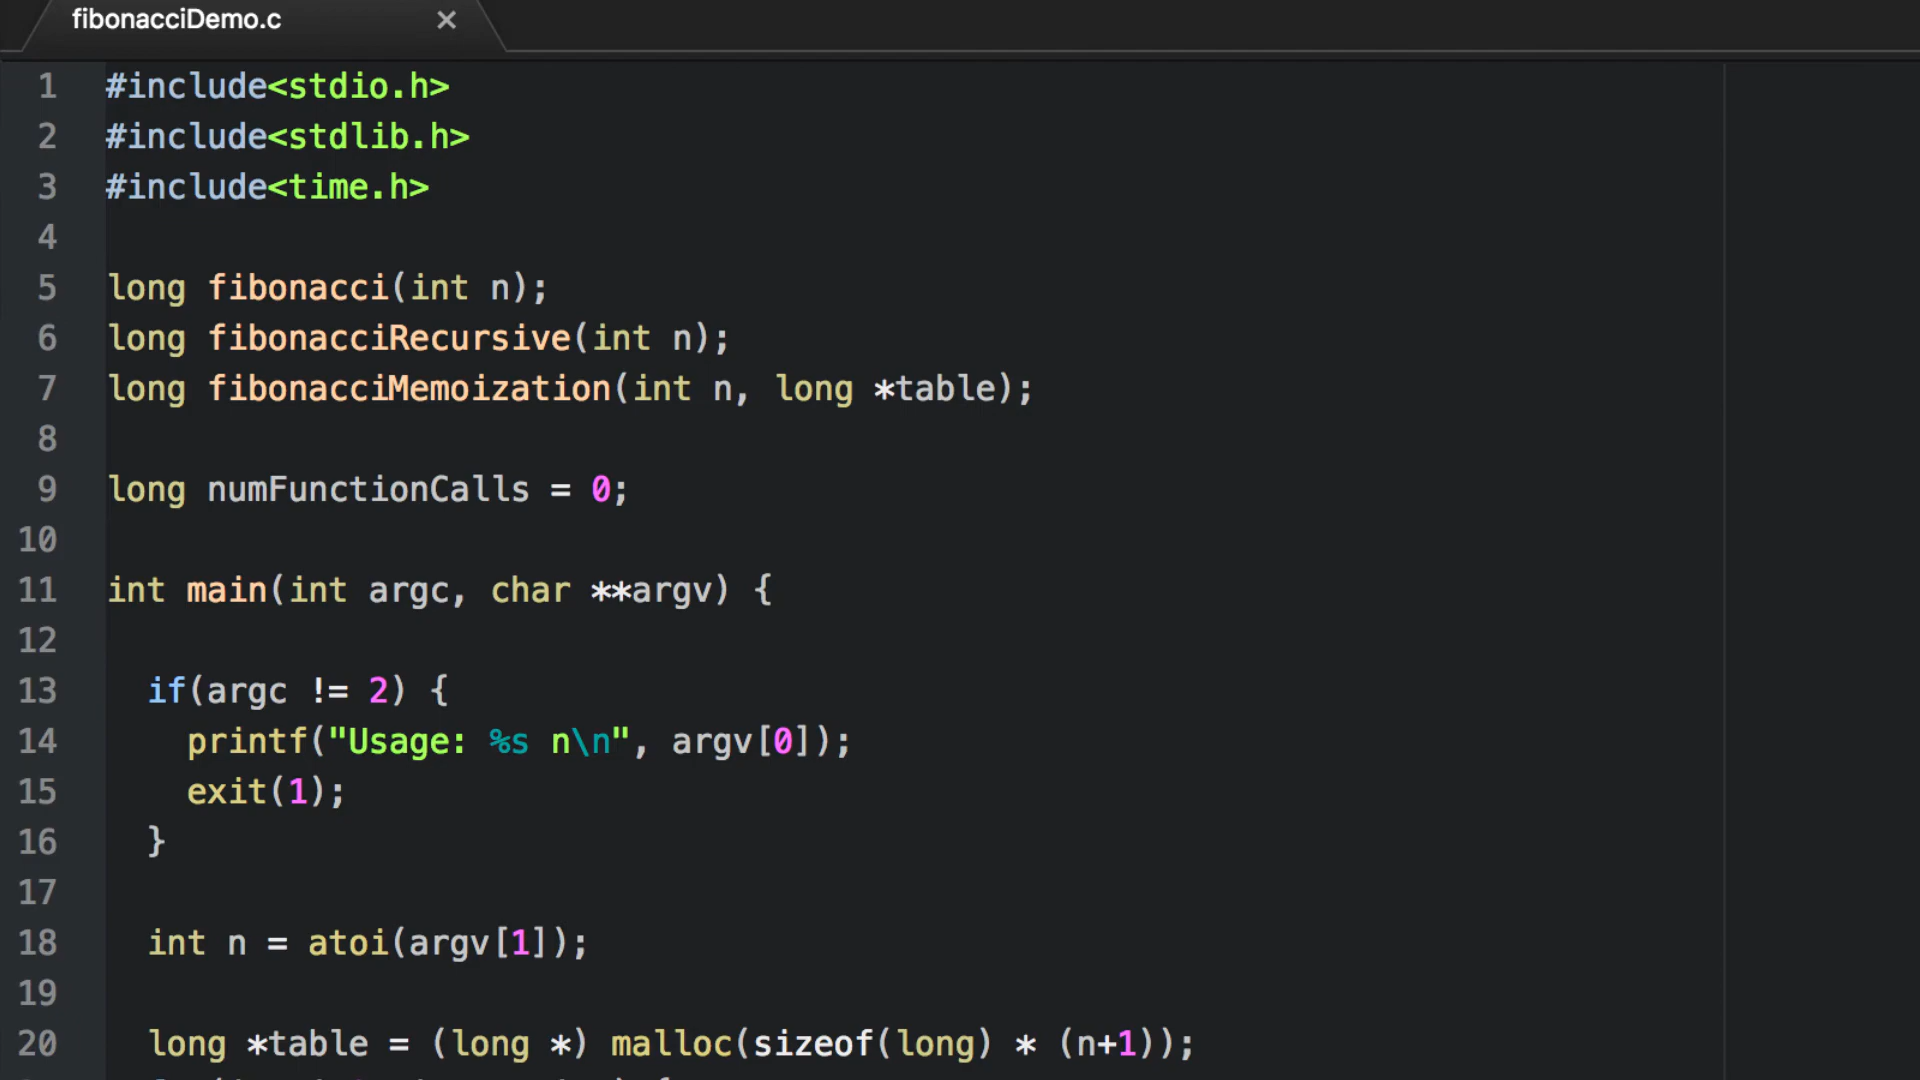 fibonacciDemo.c ×
1 #include<stdio.h>
2 #include<stdlib.h>
3 #include<time.h>
4
5 long fibonacci(int n);
6 long fibonacciRecursive(int n);
7 long fibonacciMemoization(int n, long *table);
8
9 long numFunctionCalls = 0;
10
11 int main(int argc, char **argv) {
12
13   if(argc != 2) {
14     printf("Usage: %s n\n", argv[0]);
15     exit(1);
16   }
17
18   int n = atoi(argv[1]);
19
20   long *table = (long *) malloc(sizeof(long) * (n+1));